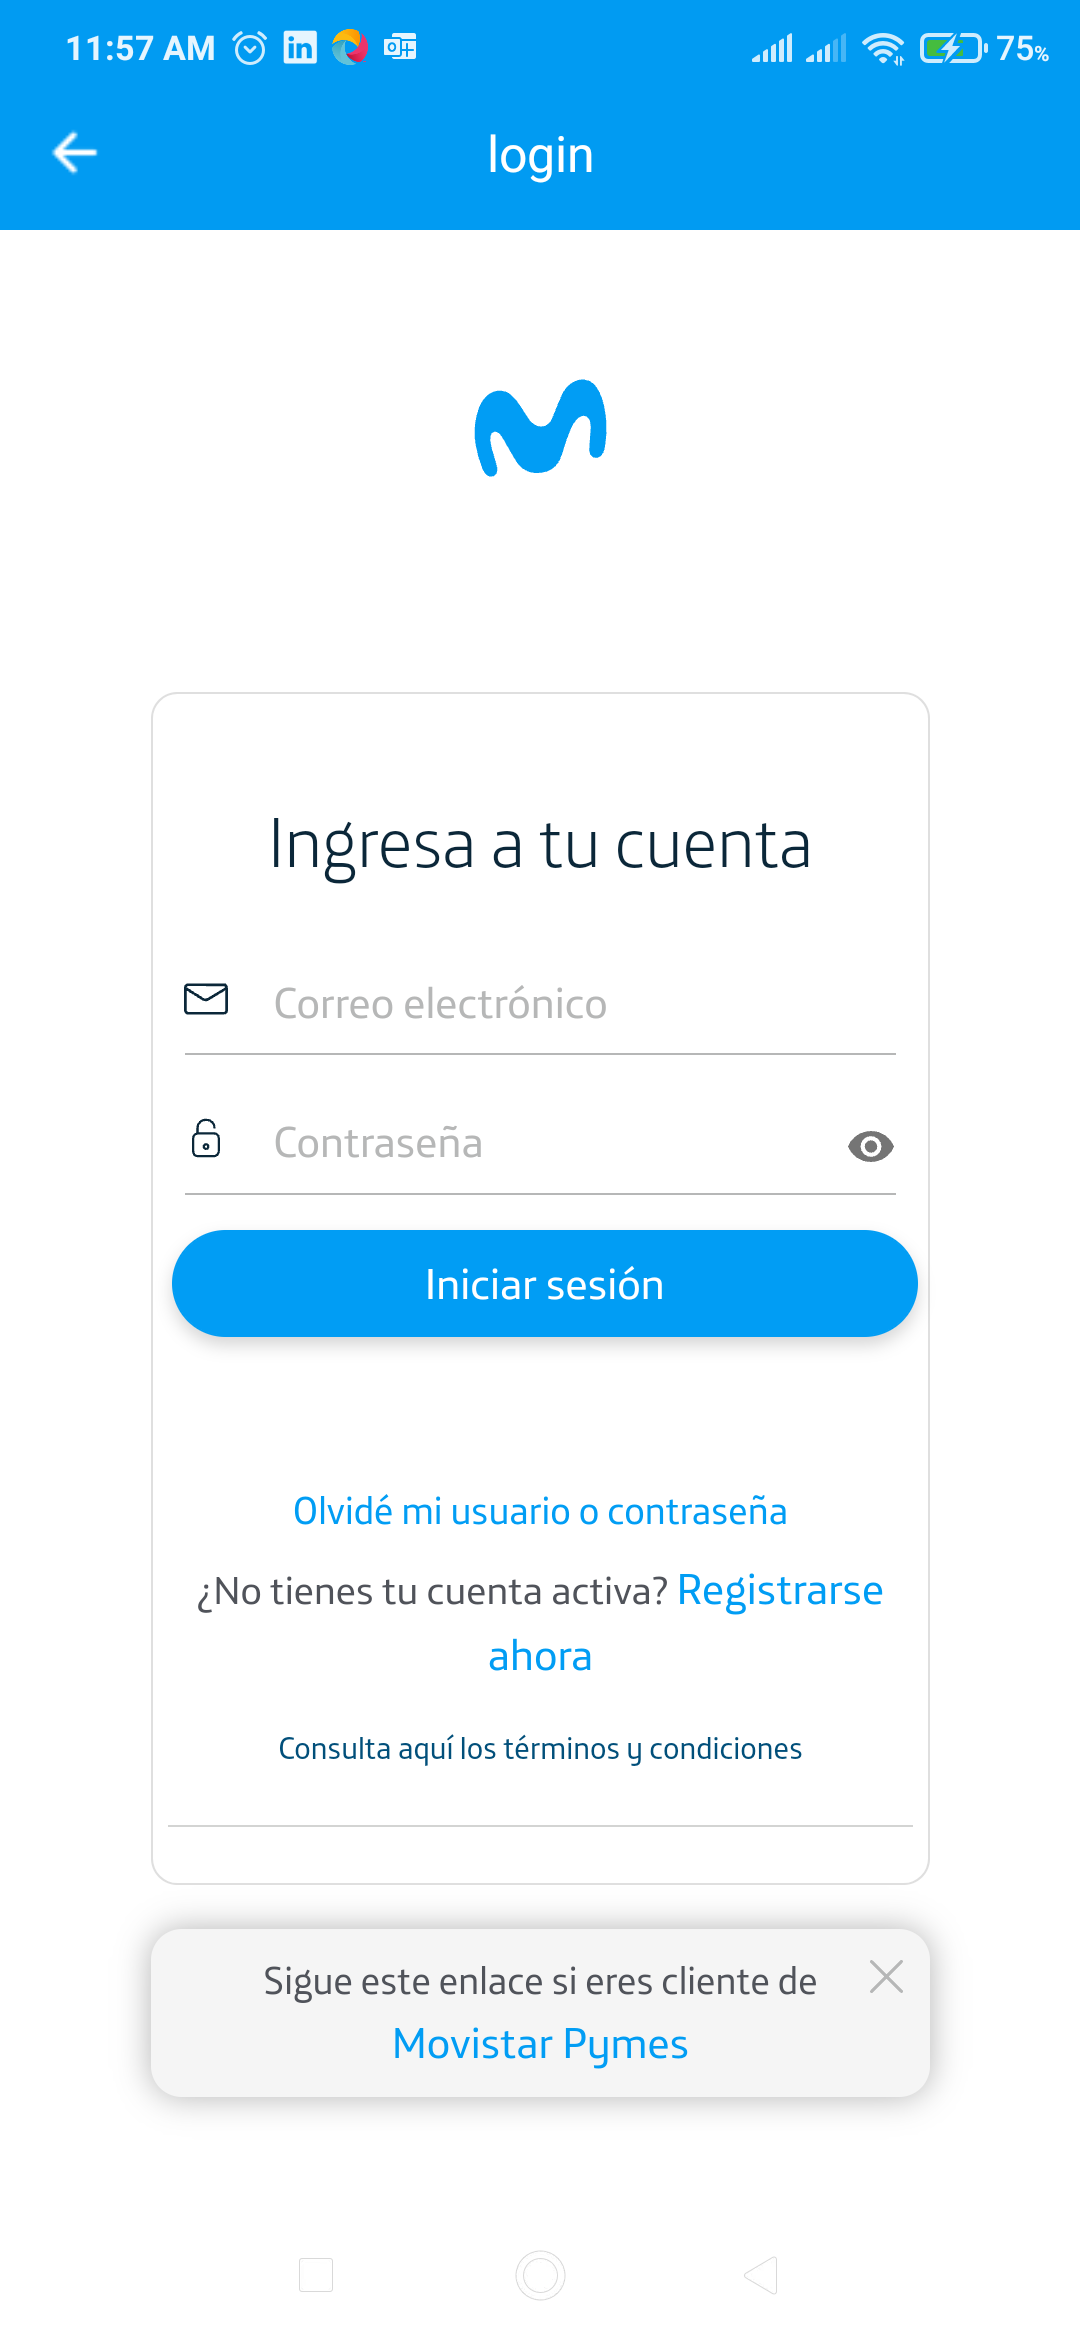 11:57 AM
75%
login
Ingresa a tu cuenta
Correo electrónico
Contraseña
Iniciar sesión
Olvidé mi usuario o contraseña
¿No tienes tu cuenta activa? Registrarse
ahora
Consulta aquí los términos y condiciones
Sigue este enlace si eres cliente de
Movistar Pymes